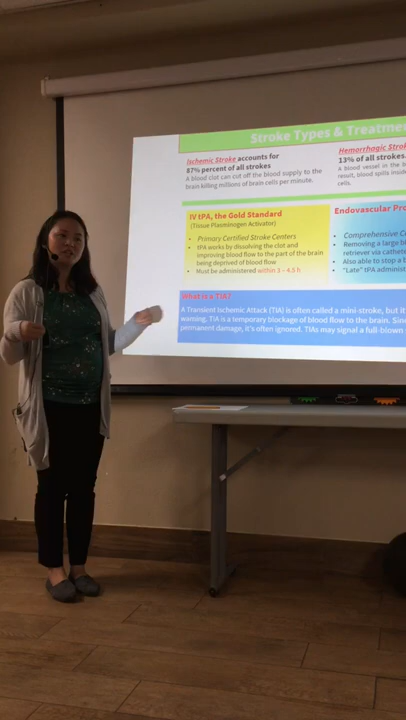 Stroke Types & Treatme
Ischemic Stroke accounts for
87% percent of all strokes
A blood clot can cut off the blood supply to the
brain killing millions of brain cells per minute.
Hemorrhagic Strok
13% of all strokes.
A blood vessel in the b
result, blood spills inside
cells.
IV tPA, the Gold Standard
(Tissue Plasminogen Activator)
• Primary Certified Stroke Centers
• tPA works by dissolving the clot and
improving blood flow to the part of the brain
being deprived of blood flow
• Must be administered within 3 – 4.5 h
Endovascular Pro
Comprehensive C
• Removing a large bl
retriever via cathete
• Also able to stop a b
• "Late" tPA administ
What is a TIA?
A Transient Ischemic Attack (TIA) is often called a mini-stroke, but it
warning. TIA is a temporary blockage of blood flow to the brain. Sinc
permanent damage, it's often ignored. TIAs may signal a full-blown